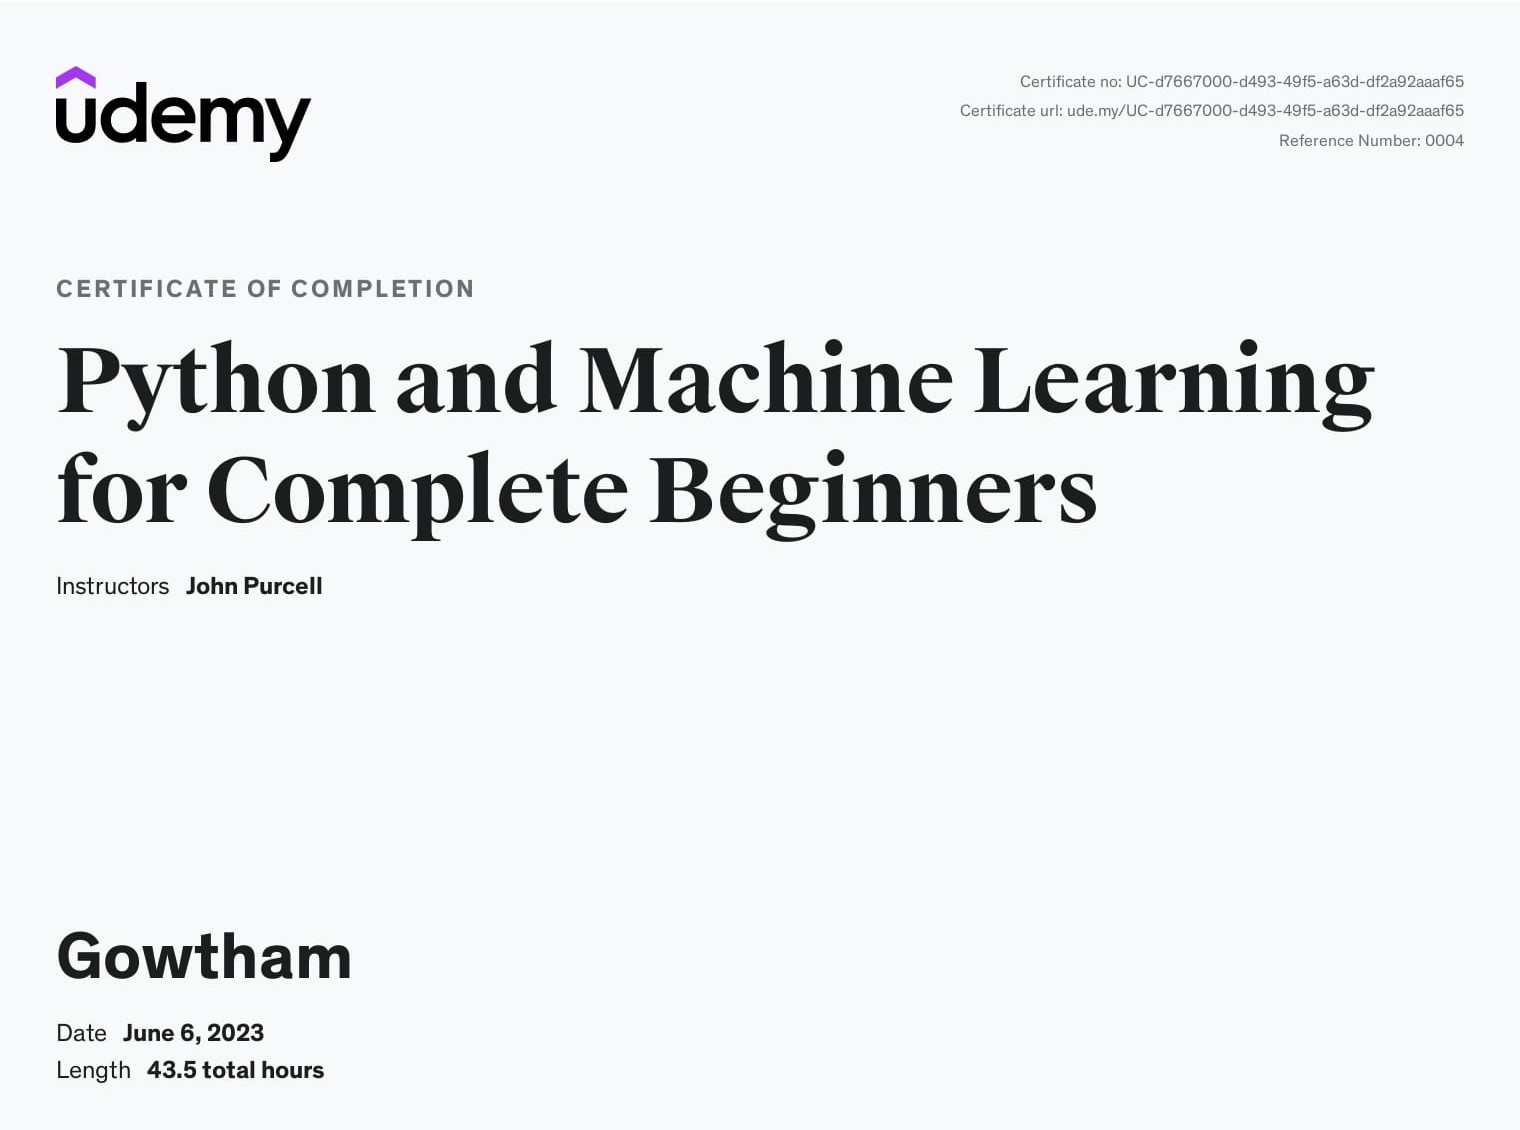 udemy
Certificate no: UC-d7667000-d493-49f5-a63d-df2a92aaaf65
Certificate url: ude.my/UC-d7667000-d493-49f5-a63d-df2a92aaaf65
Reference Number: 0004
CERTIFICATE OF COMPLETION
Python and Machine Learning
for Complete Beginners
Instructors John Purcell
Gowtham
Date June 6, 2023
Length 43.5 total hours